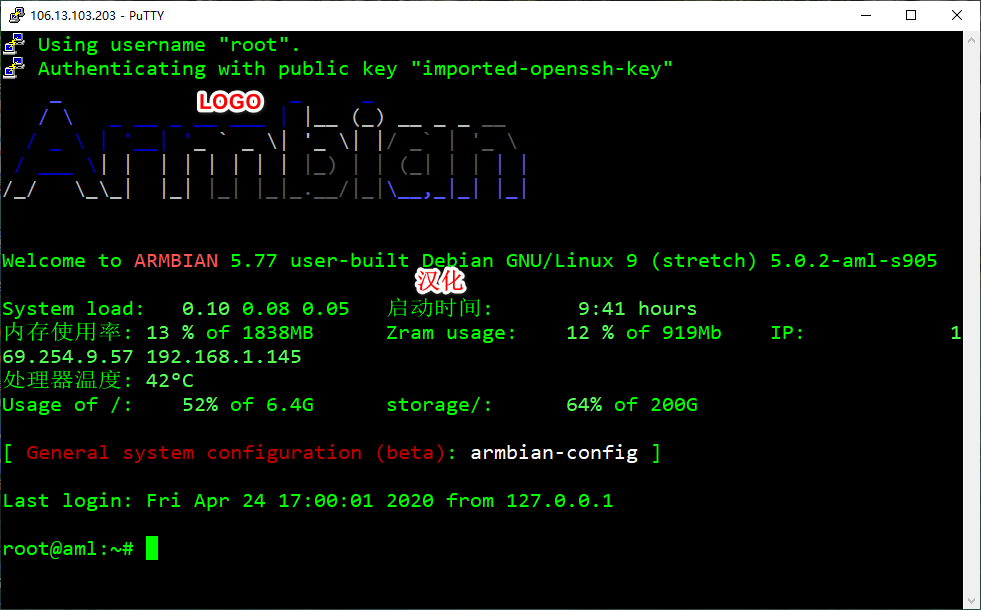 106.13.103.203 - PuTTY
Using username "root".
Authenticating with public key "imported-openssh-key"
LOGO
Armbian
Welcome to ARMBIAN 5.77 user-built Debian GNU/Linux 9 (stretch) 5.0.2-aml-s905
汉化
System load: 0.10 0.08 0.05 启动时间: 9:41 hours
内存使用率: 13 % of 1838MB Zram usage: 12 % of 919Mb IP: 1
69.254.9.57 192.168.1.145
处理器温度: 42°C
Usage of /: 52% of 6.4G storage/: 64% of 200G
[ General system configuration (beta): armbian-config ]
Last login: Fri Apr 24 17:00:01 2020 from 127.0.0.1
root@aml:~#